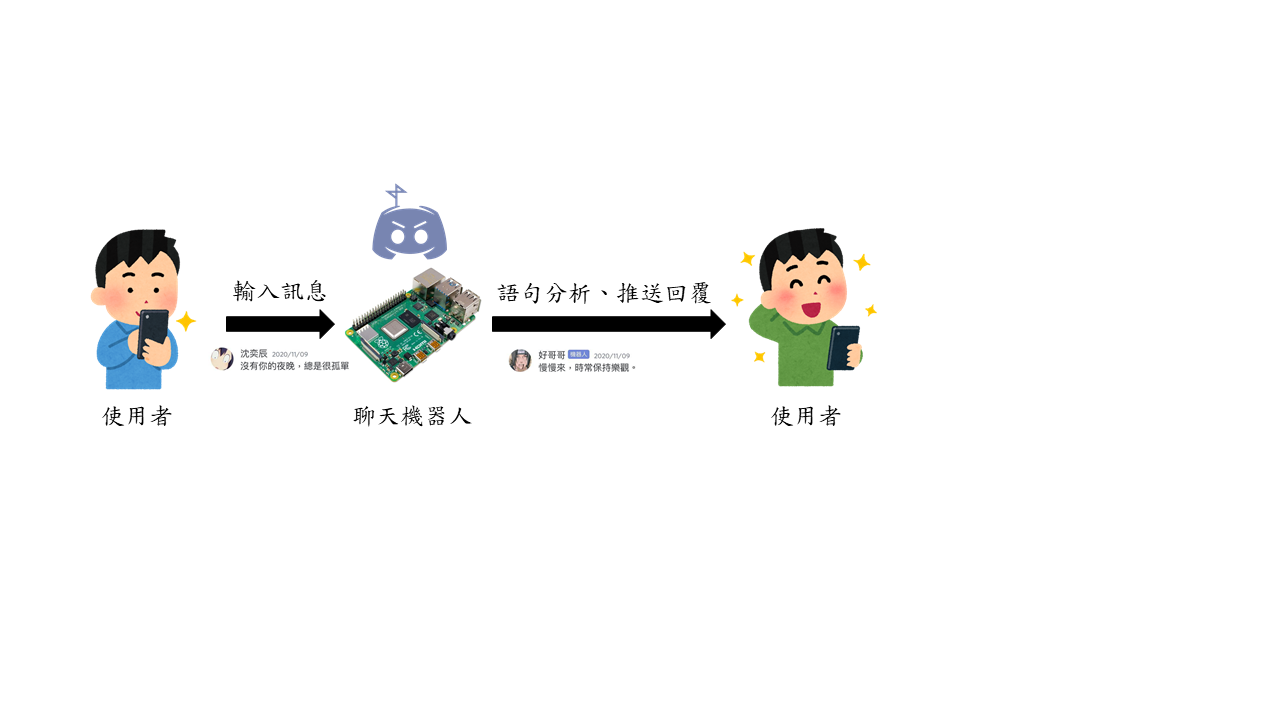 輸入訊息
沈奕辰 2020/11/09
沒有你的夜晚，總是很孤單
語句分析、推送回覆
好哥哥 機器人 2020/11/09
慢慢來，時常保持樂觀。
使用者
聊天機器人
使用者